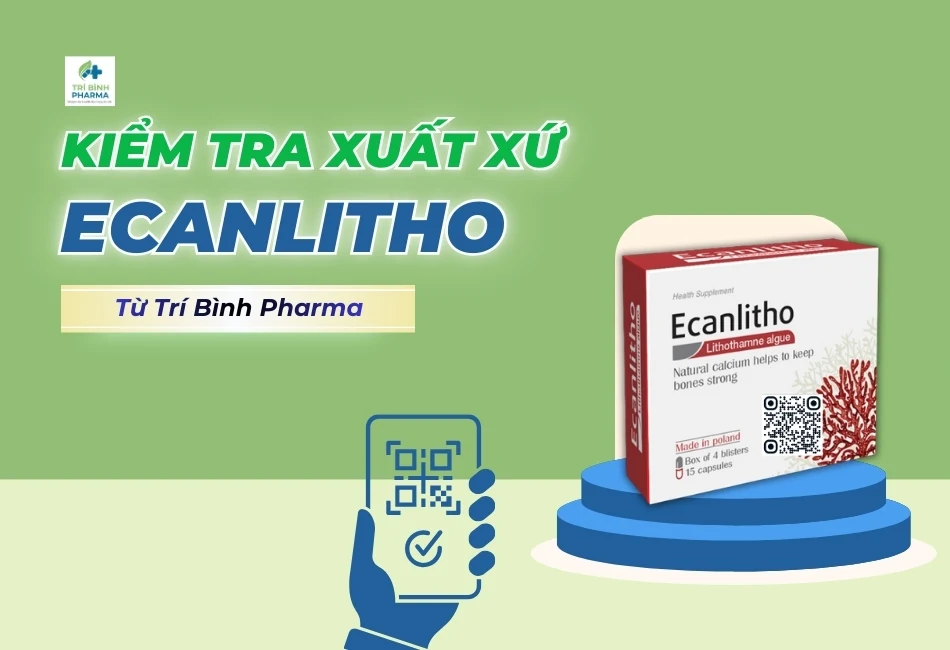 TRÍ BÌNH
PHARMA
KIỂM TRA XUẤT XỨ
ECANLITHO
Từ Trí Bình Pharma
Ecanlitho
Health Supplement
Ecanlitho
Lithothamne algue
Natural calcium helps to keep
bones strong
Made in poland
Box of 4 blisters
15 capsules
Ecanlitho